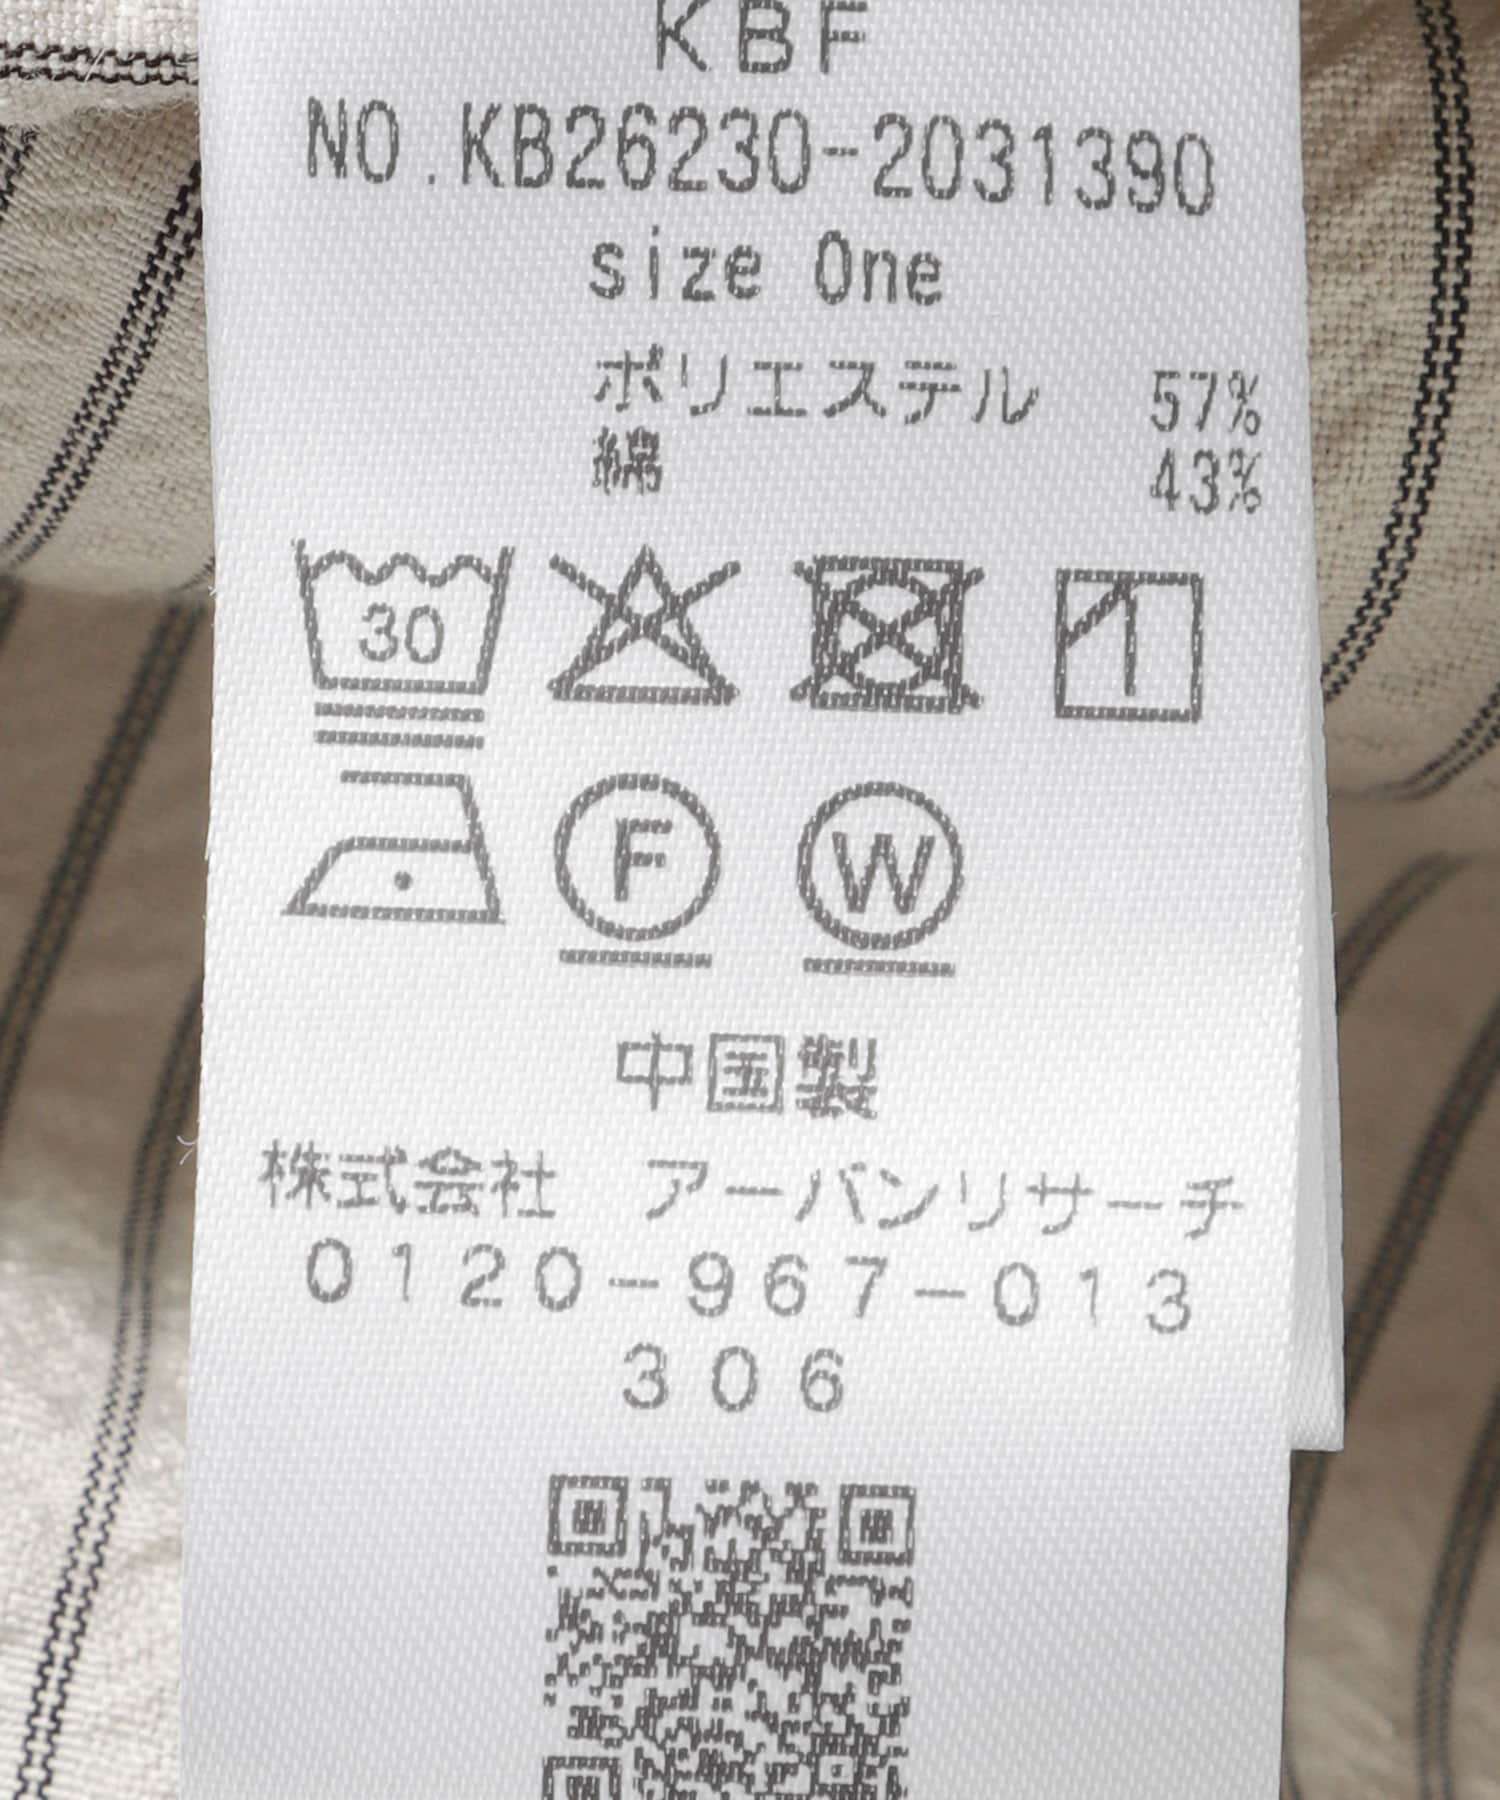 KBF
NO.KB26230-2031390
size One
ポリエステル 57%
綿 43%
30
F W
中国製
株式会社 アーバンリサーチ
0120-967-013
306